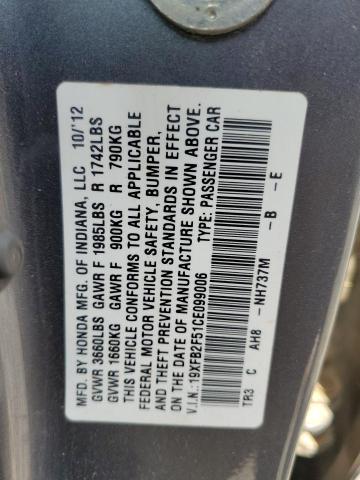 MFD. BY HONDA MFG. OF INDIANA, LLC 10/'12
GVWR 3660LBS GAWR F 1985LBS R 1742LBS
GVWR 1660KG GAWR F 900KG R 790KG
THIS VEHICLE CONFORMS TO ALL APPLICABLE
FEDERAL MOTOR VEHICLE SAFETY, BUMPER,
AND THEFT PREVENTION STANDARDS IN EFFECT
ON THE DATE OF MANUFACTURE SHOWN ABOVE.
V.I.N.: 19XFB2F51CE099006 TYPE: PASSENGER CAR
TR3 C AH8 -NH737M -B -E